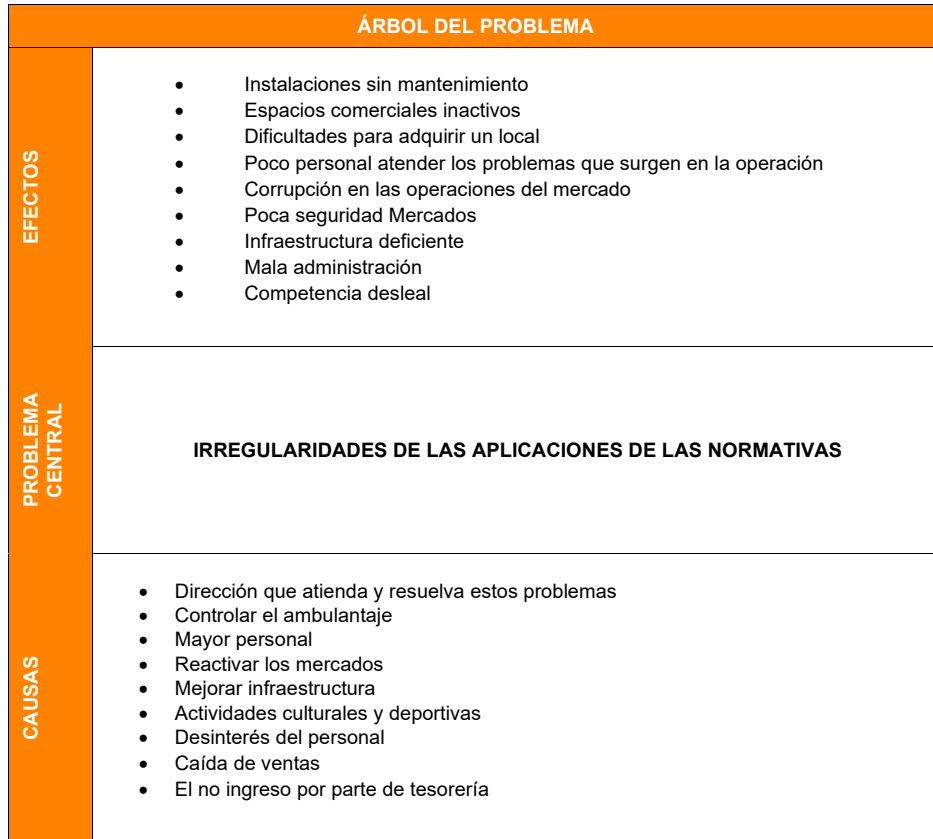 ÁRBOL DEL PROBLEMA
EFECTOS
• Instalaciones sin mantenimiento
• Espacios comerciales inactivos
• Dificultades para adquirir un local
• Poco personal atender los problemas que surgen en la operación
• Corrupción en las operaciones del mercado
• Poca seguridad Mercados
• Infraestructura deficiente
• Mala administración
• Competencia desleal
PROBLEMA
CENTRAL
IRREGULARIDADES DE LAS APLICACIONES DE LAS NORMATIVAS
CAUSAS
• Dirección que atienda y resuelva estos problemas
• Controlar el ambulantaje
• Mayor personal
• Reactivar los mercados
• Mejorar infraestructura
• Actividades culturales y deportivas
• Desinterés del personal
• Caída de ventas
• El no ingreso por parte de tesorería